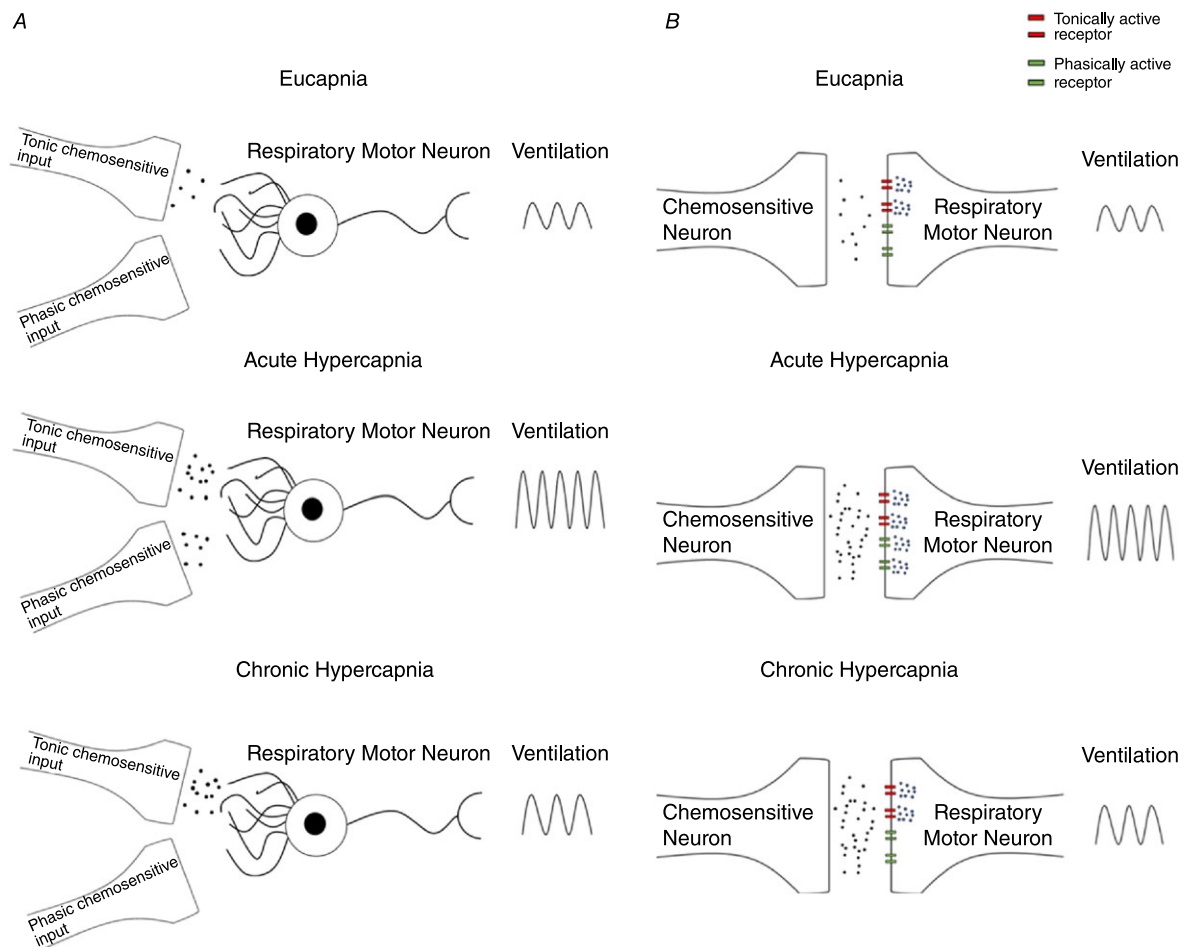 A
Eucapnia
Tonic chemosensitive
input
Respiratory Motor Neuron
Ventilation
Phasic chemosensitive
input
Acute Hypercapnia
Tonic chemosensitive
input
Respiratory Motor Neuron
Ventilation
Phasic chemosensitive
input
Chronic Hypercapnia
Tonic chemosensitive
input
Respiratory Motor Neuron
Ventilation
Phasic chemosensitive
input
B
Tonically active
receptor
Phasically active
receptor
Eucapnia
Ventilation
Chemosensitive
Neuron
Respiratory
Motor Neuron
Acute Hypercapnia
Ventilation
Chemosensitive
Neuron
Respiratory
Motor Neuron
Chronic Hypercapnia
Ventilation
Chemosensitive
Neuron
Respiratory
Motor Neuron